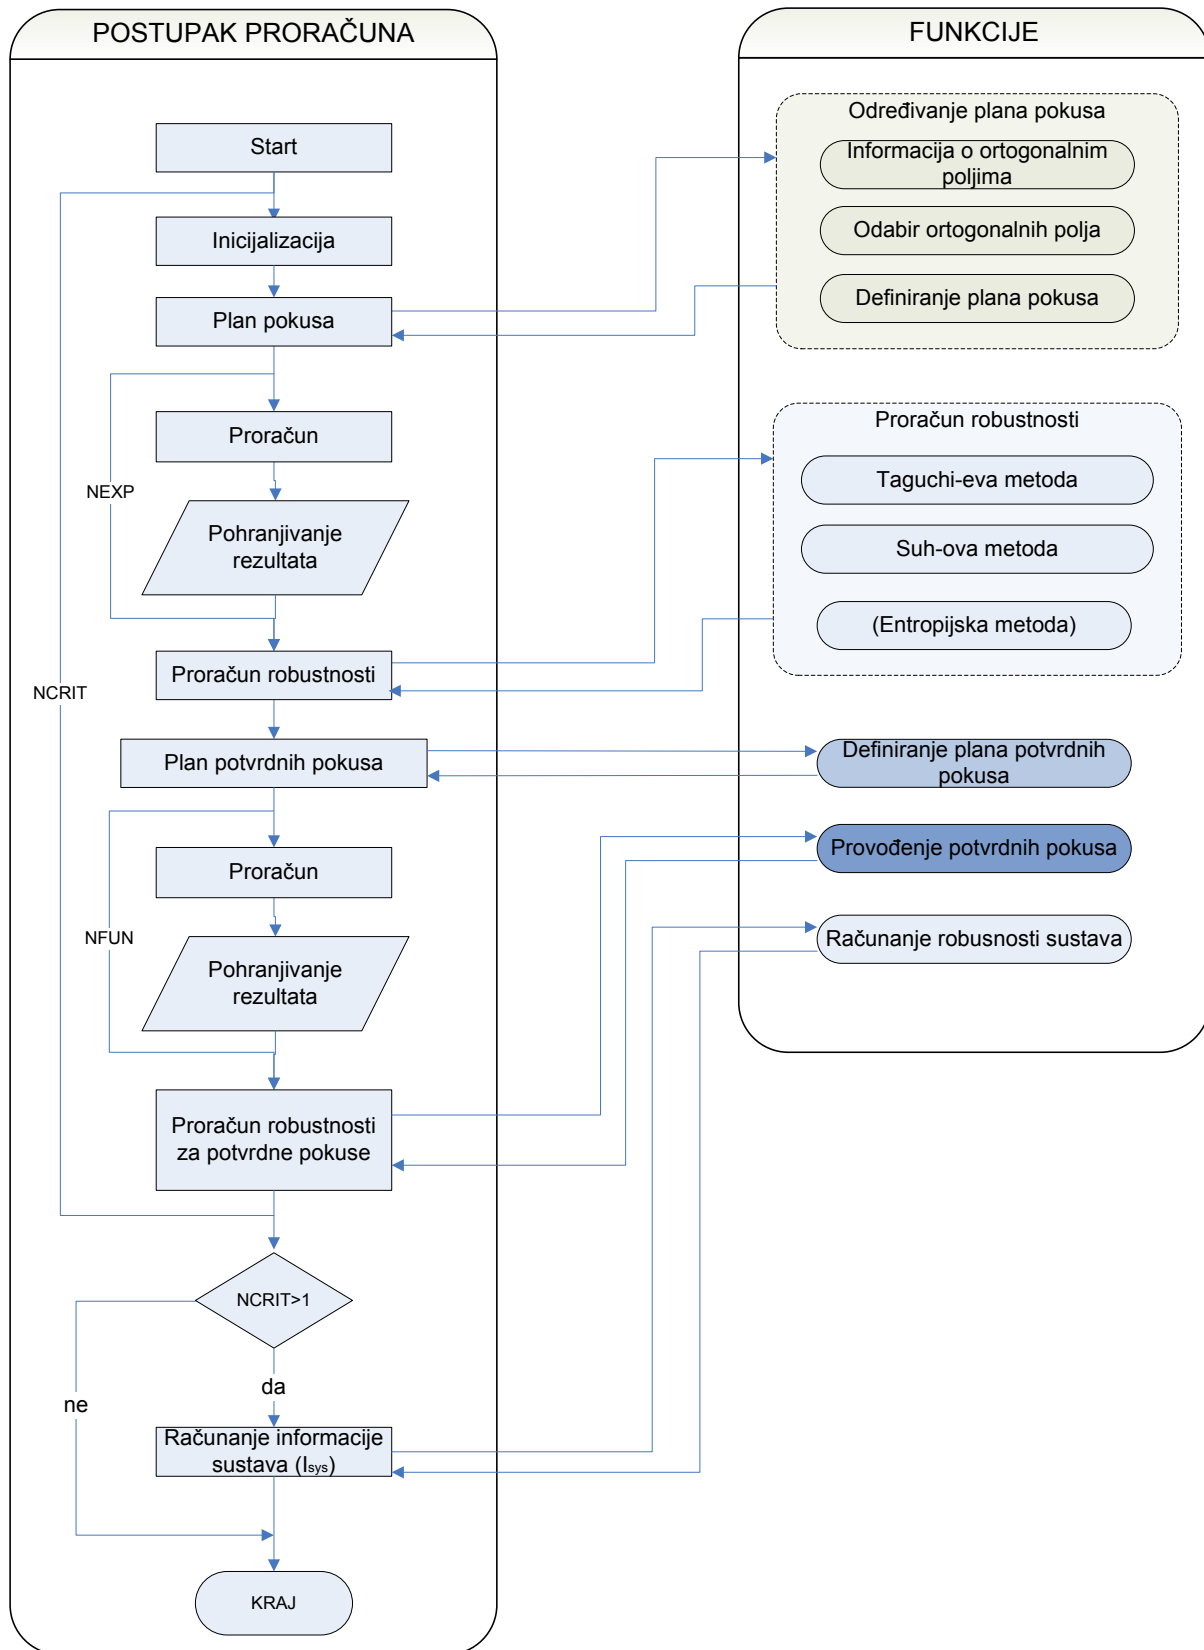 POSTUPAK PRORAČUNA
Start
Inicijalizacija
Plan pokusa
Proračun
NEXP
Pohranjivanje
rezultata
Proračun robustnosti
NCRIT
Plan potvrdnih pokusa
Proračun
NFUN
Pohranjivanje
rezultata
Proračun robustnosti
za potvrdne pokuse
NCRIT>1
ne
da
Računanje informacije
sustava (Isys)
KRAJ
FUNKCIJE
Određivanje plana pokusa
Informacija o ortogonalnim
poljima
Odabir ortogonalnih polja
Definiranje plana pokusa
Proračun robustnosti
Taguchi-eva metoda
Suh-ova metoda
(Entropijska metoda)
Definiranje plana potvrdnih
pokusa
Provođenje potvrdnih pokusa
Računanje robusnosti sustava